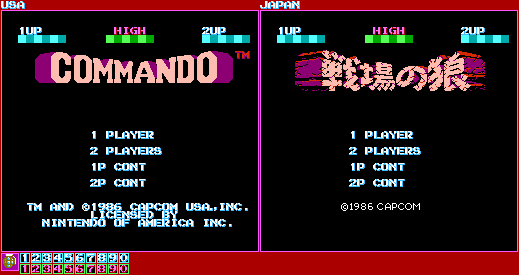 USA
1UP HIGH 2UP
COMMANDO TM
1 PLAYER
2 PLAYERS
1P CONT
2P CONT
TM AND ©1986 CAPCOM USA.,INC.
LICENSED BY
NINTENDO OF AMERICA INC.
JAPAN
1UP HIGH 2UP
戦場の狼
1 PLAYER
2 PLAYERS
1P CONT
2P CONT
©1986 CAPCOM
1234567890
1234567890